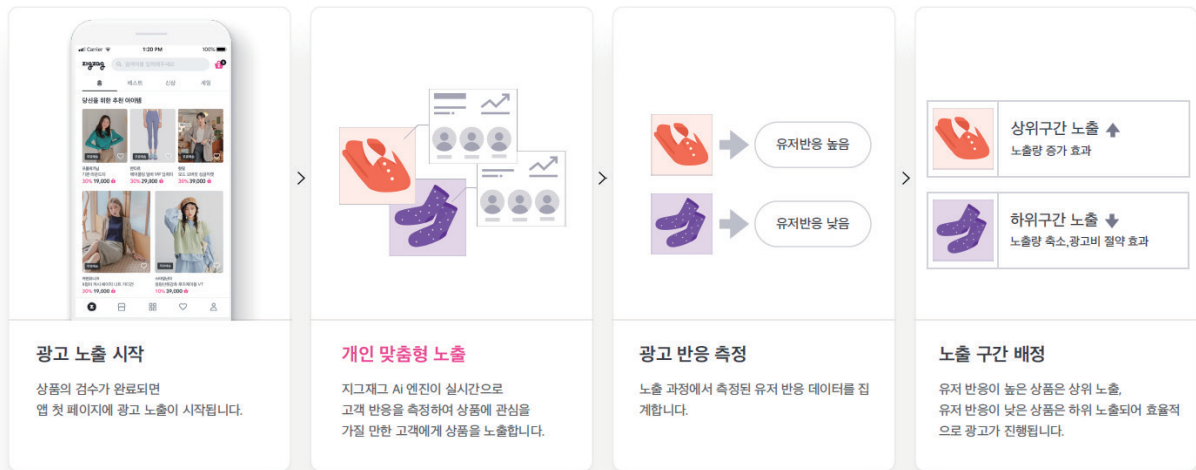 Carrier
1:20 PM
100%
지그재그
홈
베스트
신상
세일
당신을 위한 추천 아이템
30% 19,000
30% 29,000
30% 39,000
30% 19,000
10% 39,000
광고 노출 시작
상품의 검수가 완료되면
앱 첫 페이지에 광고 노출이 시작됩니다.
개인 맞춤형 노출
지그재그 Ai 엔진이 실시간으로
고객 반응을 측정하여 상품에 관심을
가질 만한 고객에게 상품을 노출합니다.
유저반응 높음
유저반응 낮음
광고 반응 측정
노출 과정에서 측정된 유저 반응 데이터를 집
계합니다.
상위구간 노출
노출량 증가 효과
하위구간 노출
노출량 축소,광고비 절약 효과
노출 구간 배정
유저 반응이 높은 상품은 상위 노출,
유저 반응이 낮은 상품은 하위 노출되어 효율적
으로 광고가 진행됩니다.